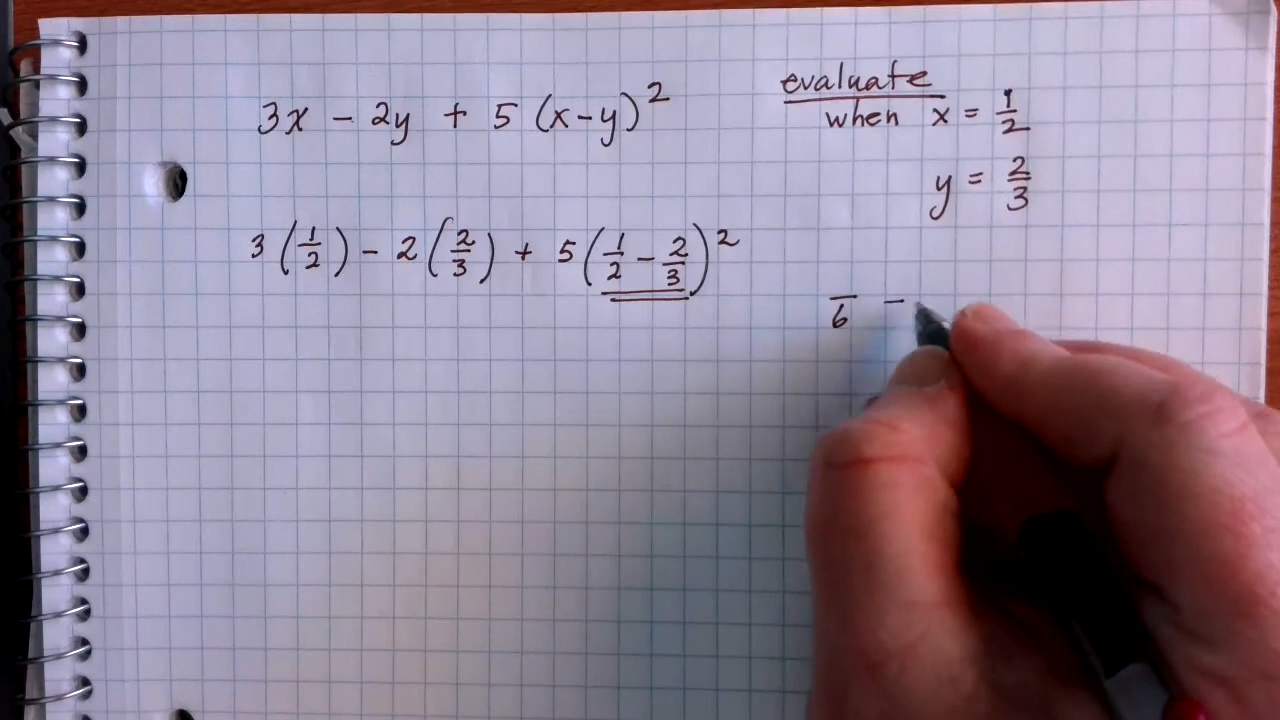 3x - 2y + 5 (x-y)²
evaluate
when x = 1/2
y = 2/3
3 (1/2) - 2 (2/3) + 5 (1/2 - 2/3)²
/6 -